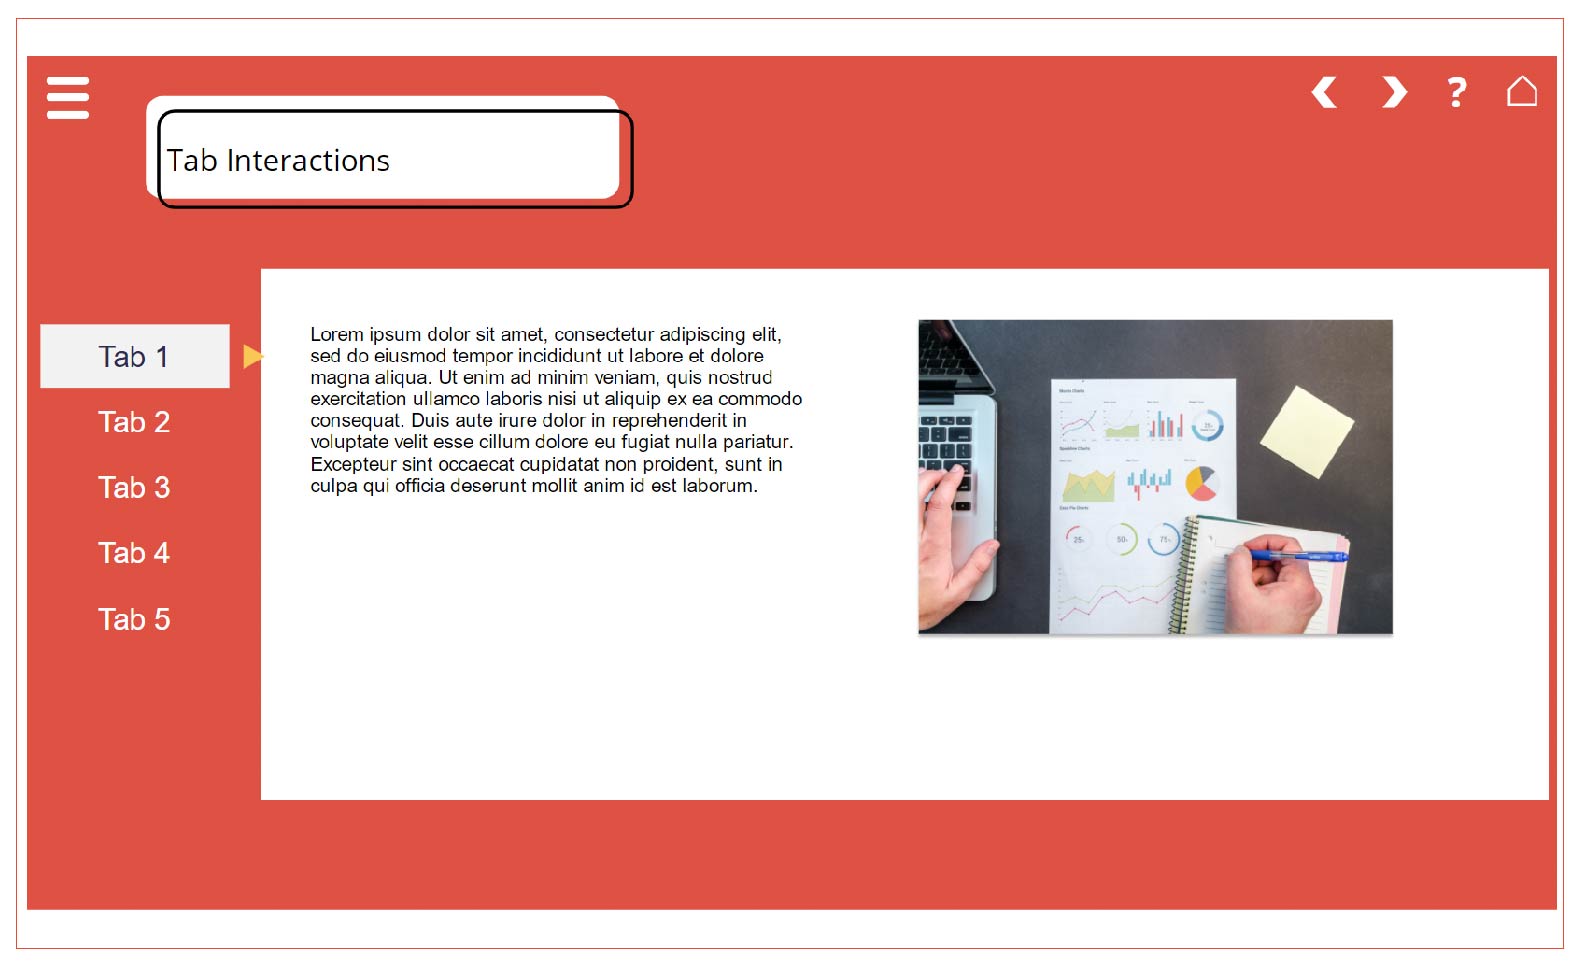 ?
Tab Interactions
Tab 1
Tab 2
Tab 3
Tab 4
Tab 5
Lorem ipsum dolor sit amet, consectetur adipiscing elit,
sed do eiusmod tempor incididunt ut labore et dolore
magna aliqua. Ut enim ad minim veniam, quis nostrud
exercitation ullamco laboris nisi ut aliquip ex ea commodo
consequat. Duis aute irure dolor in reprehenderit in
voluptate velit esse cillum dolore eu fugiat nulla pariatur.
Excepteur sint occaecat cupidatat non proident, sunt in
culpa qui officia deserunt mollit anim id est laborum.
25%
50%
75%